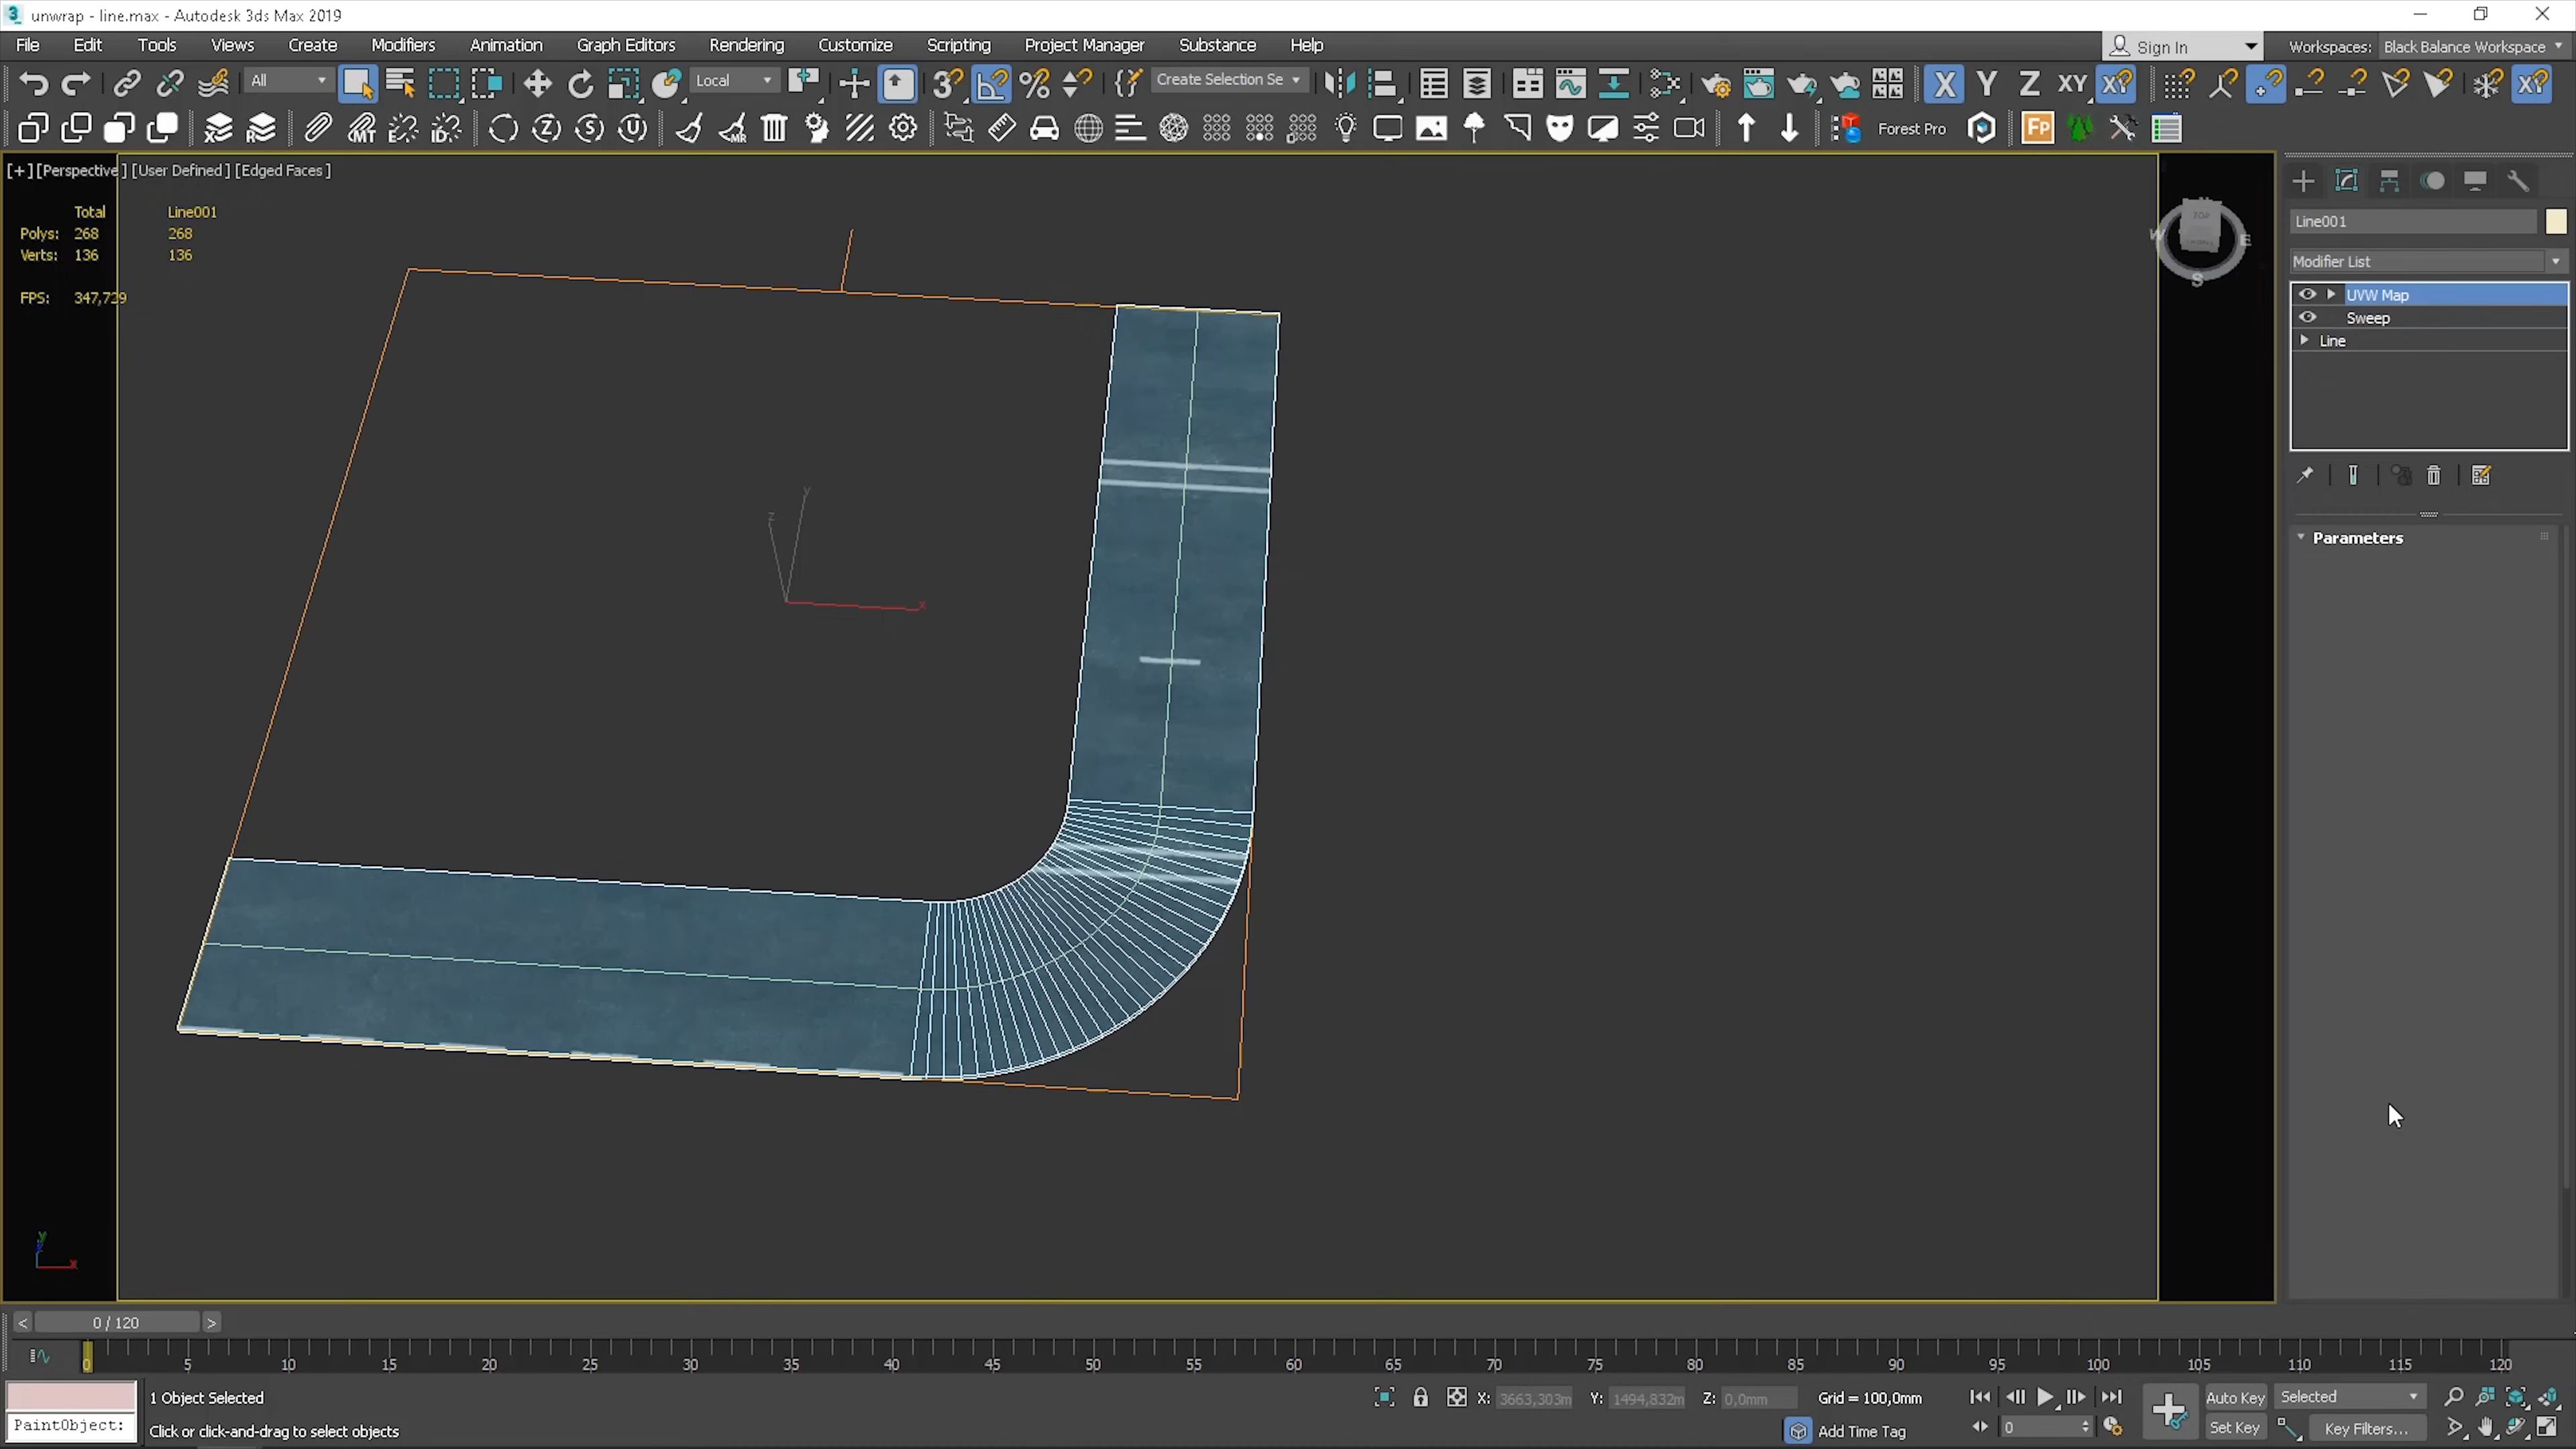 unwrap - line.max - Autodesk 3ds Max 2019
File Edit Tools Views Create Modifiers Animation Graph Editors Rendering Customize Scripting Project Manager Substance Help
Sign In
Workspaces: Black Balance Workspace
All
Local
Create Selection Se
X Y Z XY
Forest Pro
[+] [Perspective] [User Defined] [Edged Faces]
Total Line001
Polys: 268 268
Verts: 136 136
FPS: 347,729
TOP
W E
S
Line001
Modifier List
UVW Map
Sweep
Line
Parameters
y
z
x
y
x
< 0 / 120 >
0 5 10 15 20 25 30 35 40 45 50 55 60 65 70 75 80 85 90 95 100 105 110 115 120
PaintObject:
1 Object Selected
Click or click-and-drag to select objects
X: 3663,303m Y: 1494,832m Z: 0,0mm Grid = 100,0mm
Add Time Tag
0
Auto Key Selected
Set Key Key Filters...